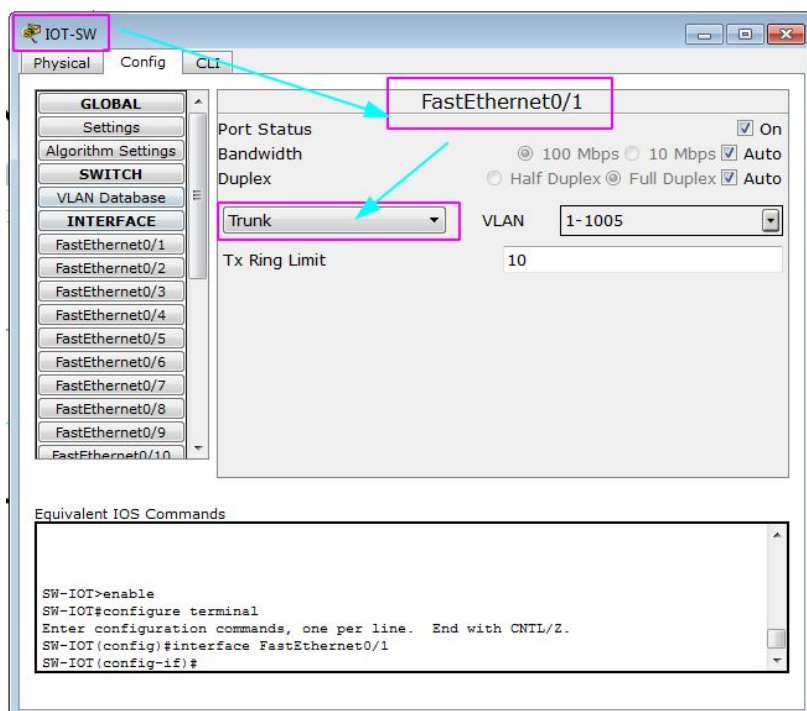 IOT-SW
Physical Config CLI
GLOBAL
Settings
Algorithm Settings
SWITCH
VLAN Database
INTERFACE
FastEthernet0/1
FastEthernet0/2
FastEthernet0/3
FastEthernet0/4
FastEthernet0/5
FastEthernet0/6
FastEthernet0/7
FastEthernet0/8
FastEthernet0/9
FastEthernet0/10
FastEthernet0/1
Port Status On
Bandwidth 100 Mbps 10 Mbps Auto
Duplex Half Duplex Full Duplex Auto
Trunk VLAN 1-1005
Tx Ring Limit 10
Equivalent IOS Commands
SW-IOT>enable
SW-IOT#configure terminal
Enter configuration commands, one per line. End with CNTL/Z.
SW-IOT(config)#interface FastEthernet0/1
SW-IOT(config-if)#